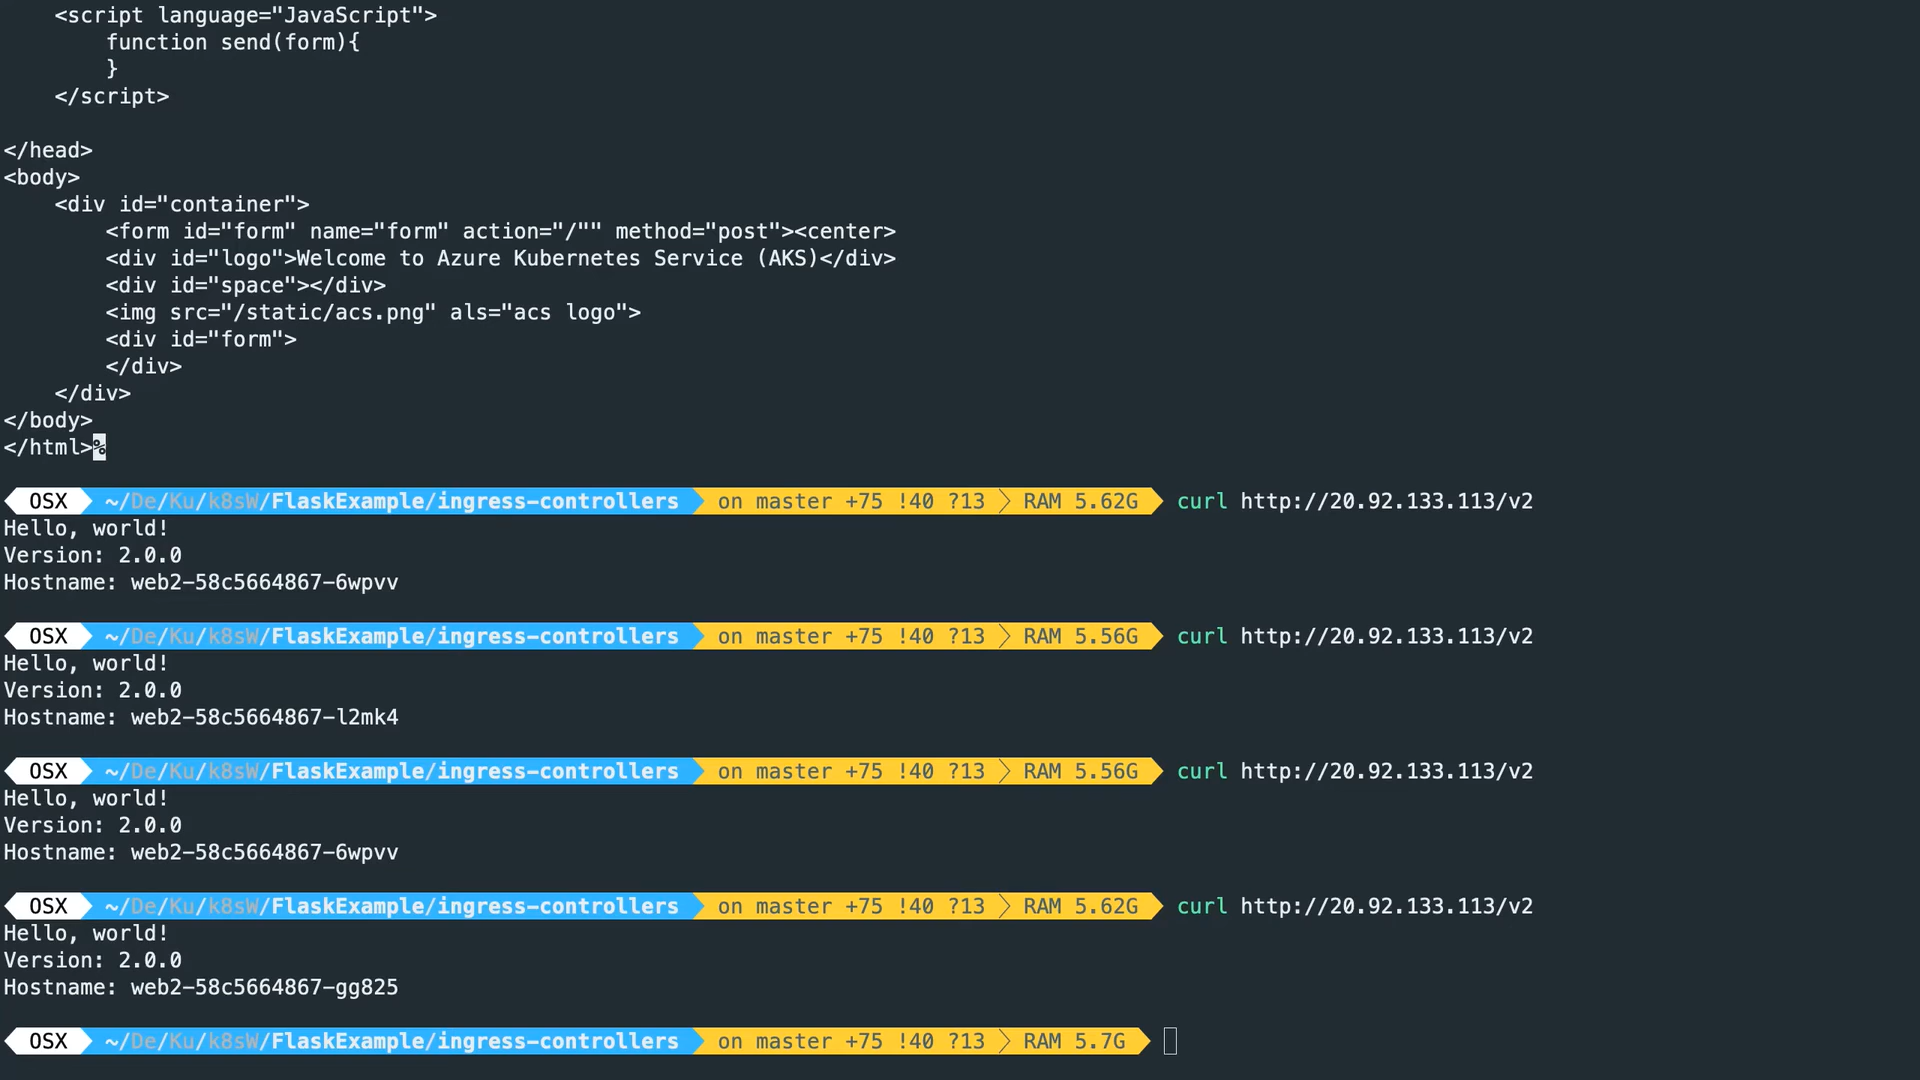 <script language="JavaScript">
function send(form){
}
</script>
</head>
<body>
<div id="container">
<form id="form" name="form" action="/"" method="post"><center>
<div id="logo">Welcome to Azure Kubernetes Service (AKS)</div>
<div id="space"></div>
<img src="/static/acs.png" als="acs logo">
<div id="form">
</div>
</div>
</body>
</html>%
OSX ~/De/Ku/k8sW/FlaskExample/ingress-controllers on master +75 !40 ?13 RAM 5.62G curl http://20.92.133.113/v2
Hello, world!
Version: 2.0.0
Hostname: web2-58c5664867-6wpvv
OSX ~/De/Ku/k8sW/FlaskExample/ingress-controllers on master +75 !40 ?13 RAM 5.56G curl http://20.92.133.113/v2
Hello, world!
Version: 2.0.0
Hostname: web2-58c5664867-l2mk4
OSX ~/De/Ku/k8sW/FlaskExample/ingress-controllers on master +75 !40 ?13 RAM 5.56G curl http://20.92.133.113/v2
Hello, world!
Version: 2.0.0
Hostname: web2-58c5664867-6wpvv
OSX ~/De/Ku/k8sW/FlaskExample/ingress-controllers on master +75 !40 ?13 RAM 5.62G curl http://20.92.133.113/v2
Hello, world!
Version: 2.0.0
Hostname: web2-58c5664867-gg825
OSX ~/De/Ku/k8sW/FlaskExample/ingress-controllers on master +75 !40 ?13 RAM 5.7G